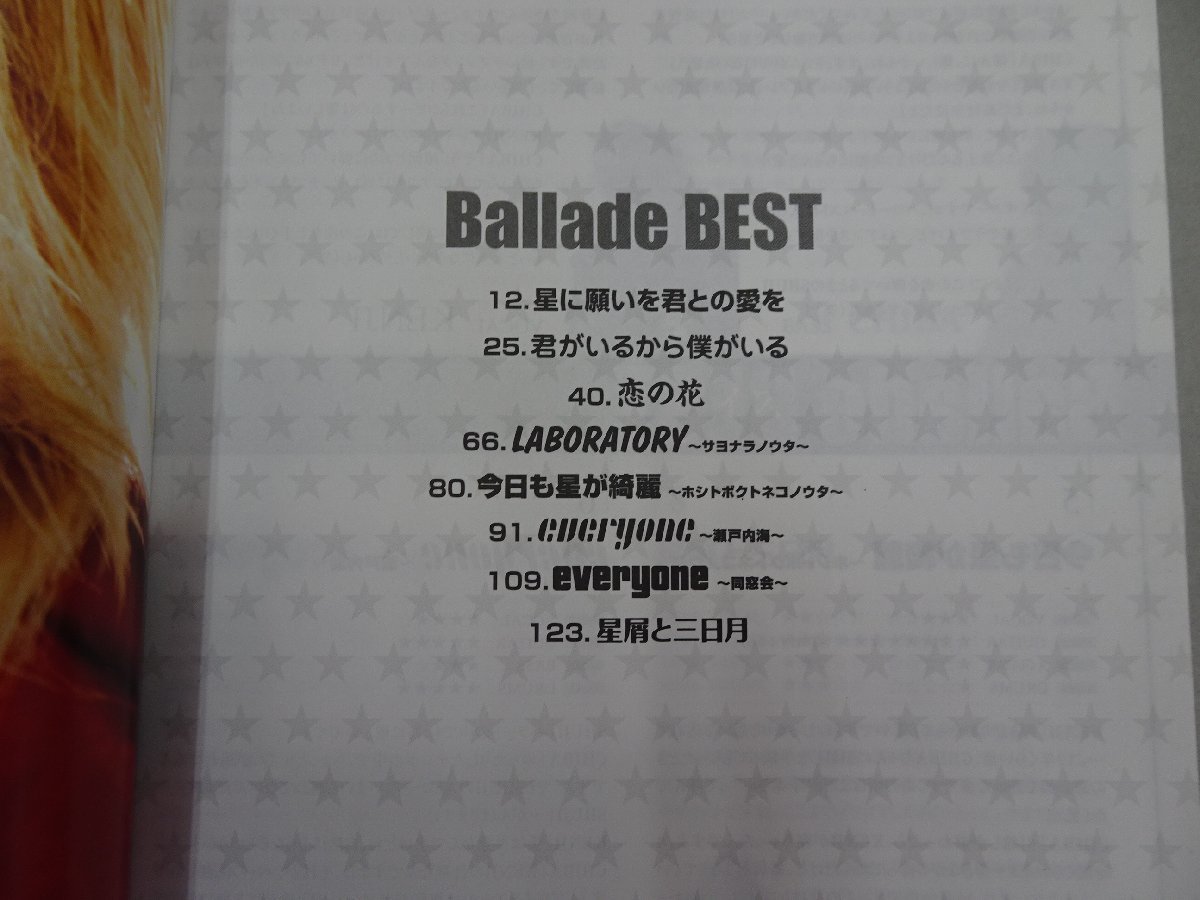 Ballade BEST
12.星に願いを君との愛を
25.君がいるから僕がいる
40.恋の花
66.LABORATORY~サヨナラノウタ~
80.今日も星が綺麗 ~ホシトボクトネコノウタ~
91.everyone ~瀬戸内海~
109.everyone ~同窓会~
123.星屑と三日月